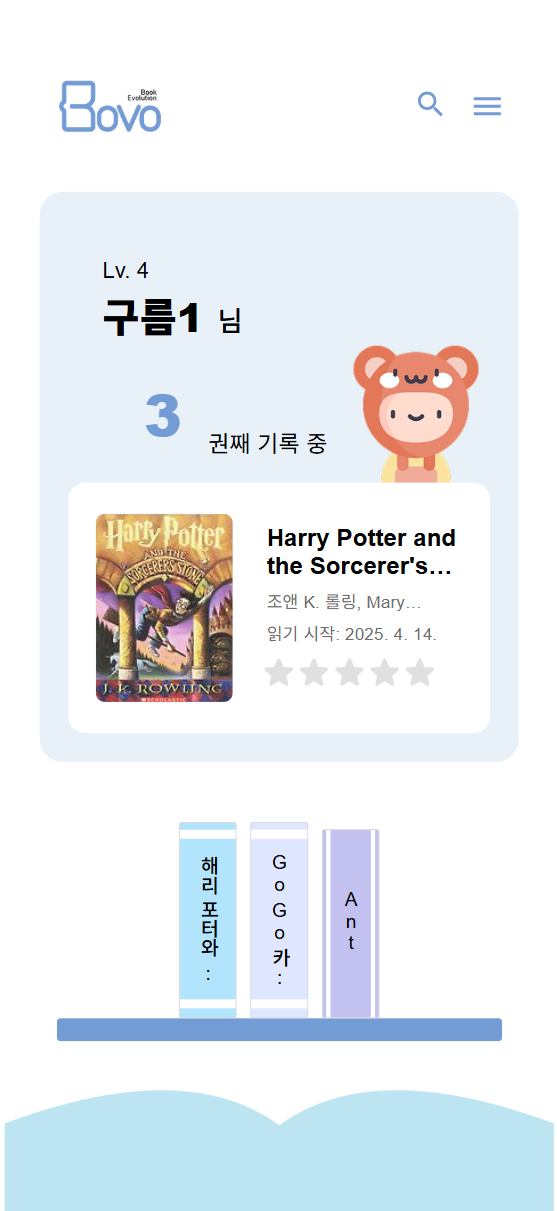 Book
Evolution
Bovo
Lv. 4
구름1 님
3 권째 기록 중
Harry Potter
AND THE
SORCERER'S STONE
J. K. ROWLING
SCHOLASTIC
Harry Potter and
the Sorcerer's…
조앤 K. 롤링, Mary…
읽기 시작: 2025. 4. 14.
해리 포터와 :
GoGo카 :
Ant